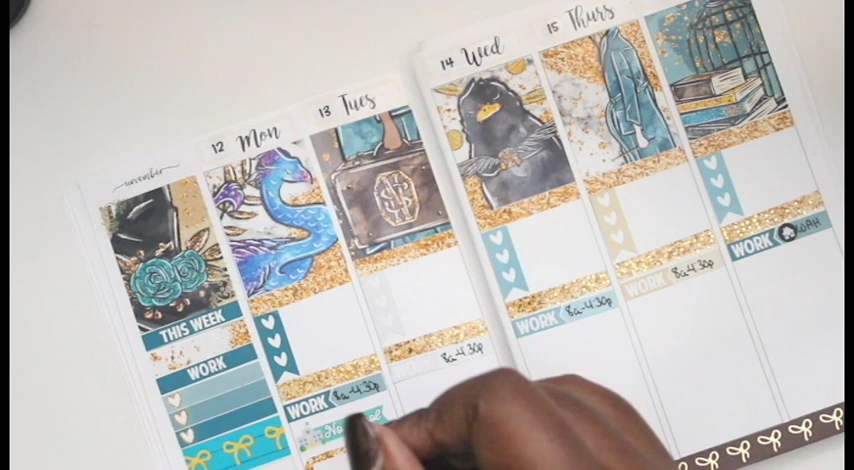 november
12 Mon
13 Tues
14 Wed
15 Thurs
THIS WEEK
WORK
WORK 8a-4:30p
No
8a-4:30p
WORK 8a-4:30p
WORK 8a-4:30p
WORK WAH